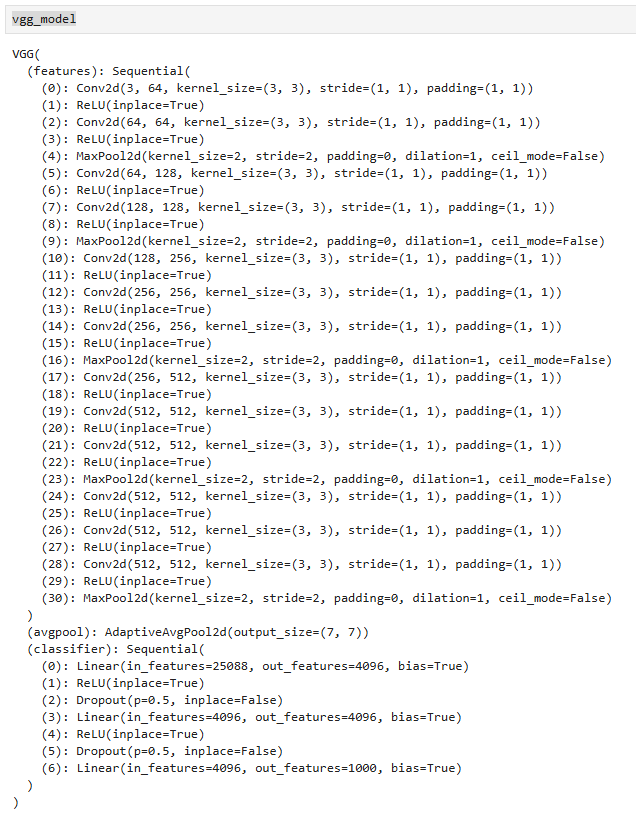 vgg_model
VGG(
  (features): Sequential(
    (0): Conv2d(3, 64, kernel_size=(3, 3), stride=(1, 1), padding=(1, 1))
    (1): ReLU(inplace=True)
    (2): Conv2d(64, 64, kernel_size=(3, 3), stride=(1, 1), padding=(1, 1))
    (3): ReLU(inplace=True)
    (4): MaxPool2d(kernel_size=2, stride=2, padding=0, dilation=1, ceil_mode=False)
    (5): Conv2d(64, 128, kernel_size=(3, 3), stride=(1, 1), padding=(1, 1))
    (6): ReLU(inplace=True)
    (7): Conv2d(128, 128, kernel_size=(3, 3), stride=(1, 1), padding=(1, 1))
    (8): ReLU(inplace=True)
    (9): MaxPool2d(kernel_size=2, stride=2, padding=0, dilation=1, ceil_mode=False)
    (10): Conv2d(128, 256, kernel_size=(3, 3), stride=(1, 1), padding=(1, 1))
    (11): ReLU(inplace=True)
    (12): Conv2d(256, 256, kernel_size=(3, 3), stride=(1, 1), padding=(1, 1))
    (13): ReLU(inplace=True)
    (14): Conv2d(256, 256, kernel_size=(3, 3), stride=(1, 1), padding=(1, 1))
    (15): ReLU(inplace=True)
    (16): MaxPool2d(kernel_size=2, stride=2, padding=0, dilation=1, ceil_mode=False)
    (17): Conv2d(256, 512, kernel_size=(3, 3), stride=(1, 1), padding=(1, 1))
    (18): ReLU(inplace=True)
    (19): Conv2d(512, 512, kernel_size=(3, 3), stride=(1, 1), padding=(1, 1))
    (20): ReLU(inplace=True)
    (21): Conv2d(512, 512, kernel_size=(3, 3), stride=(1, 1), padding=(1, 1))
    (22): ReLU(inplace=True)
    (23): MaxPool2d(kernel_size=2, stride=2, padding=0, dilation=1, ceil_mode=False)
    (24): Conv2d(512, 512, kernel_size=(3, 3), stride=(1, 1), padding=(1, 1))
    (25): ReLU(inplace=True)
    (26): Conv2d(512, 512, kernel_size=(3, 3), stride=(1, 1), padding=(1, 1))
    (27): ReLU(inplace=True)
    (28): Conv2d(512, 512, kernel_size=(3, 3), stride=(1, 1), padding=(1, 1))
    (29): ReLU(inplace=True)
    (30): MaxPool2d(kernel_size=2, stride=2, padding=0, dilation=1, ceil_mode=False)
  )
  (avgpool): AdaptiveAvgPool2d(output_size=(7, 7))
  (classifier): Sequential(
    (0): Linear(in_features=25088, out_features=4096, bias=True)
    (1): ReLU(inplace=True)
    (2): Dropout(p=0.5, inplace=False)
    (3): Linear(in_features=4096, out_features=4096, bias=True)
    (4): ReLU(inplace=True)
    (5): Dropout(p=0.5, inplace=False)
    (6): Linear(in_features=4096, out_features=1000, bias=True)
  )
)